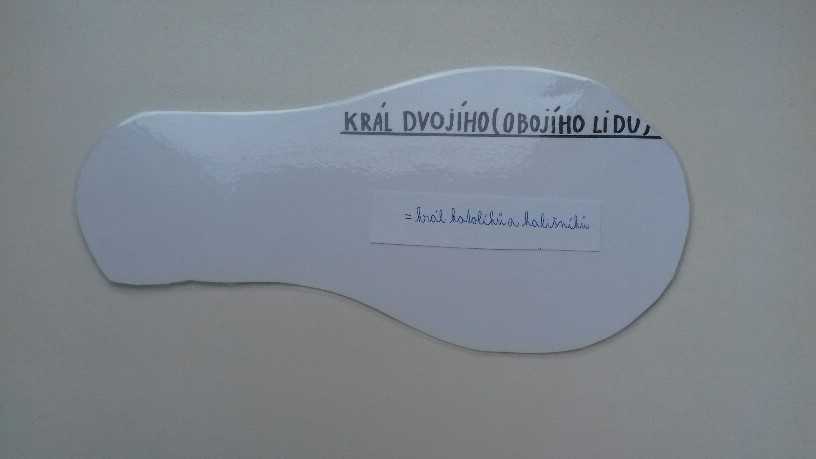 KRÁL DVOJÍHO(OBOJÍHO LiDU)
= král katolíků a kališníků